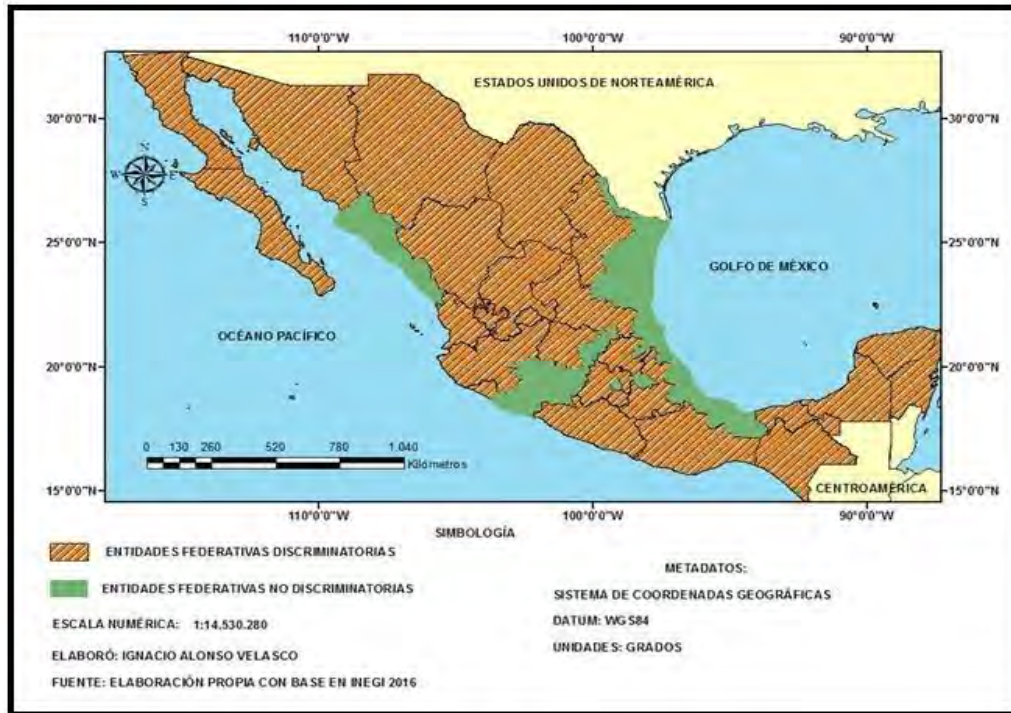 110°0'0"W 100°0'0"W 90°0'0"W
ESTADOS UNIDOS DE NORTEAMÉRICA
30°0'0"N 30°0'0"N
N
W E
S
25°0'0"N 25°0'0"N
GOLFO DE MÉXICO
OCÉANO PACÍFICO
20°0'0"N 20°0'0"N
0 130 260 520 780 1.040
Kilómetros
15°0'0"N 15°0'0"N
CENTROAMÉRICA
110°0'0"W 100°0'0"W 90°0'0"W
SIMBOLOGÍA
ENTIDADES FEDERATIVAS DISCRIMINATORIAS
ENTIDADES FEDERATIVAS NO DISCRIMINATORIAS
ESCALA NUMÉRICA: 1:14.530.280
ELABORÓ: IGNACIO ALONSO VELASCO
FUENTE: ELABORACIÓN PROPIA CON BASE EN INEGI 2016
METADATOS:
SISTEMA DE COORDENADAS GEOGRÁFICAS
DATUM: WGS84
UNIDADES: GRADOS